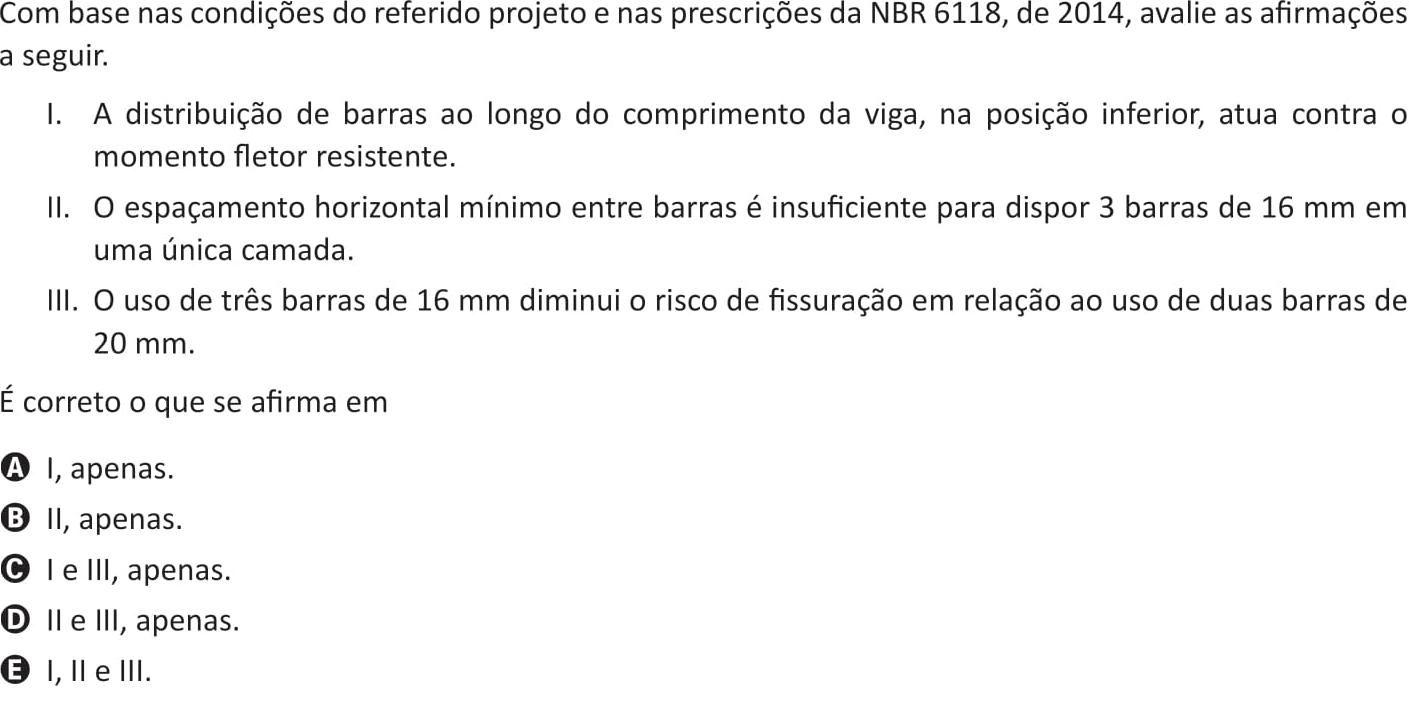 Com base nas condições do referido projeto e nas prescrições da NBR 6118, de 2014, avalie as afirmações
a seguir.
I. A distribuição de barras ao longo do comprimento da viga, na posição inferior, atua contra o
momento fletor resistente.
II. O espaçamento horizontal mínimo entre barras é insuficiente para dispor 3 barras de 16 mm em
uma única camada.
III. O uso de três barras de 16 mm diminui o risco de fissuração em relação ao uso de duas barras de
20 mm.
É correto o que se afirma em
A I, apenas.
B II, apenas.
C I e III, apenas.
D II e III, apenas.
E I, II e III.